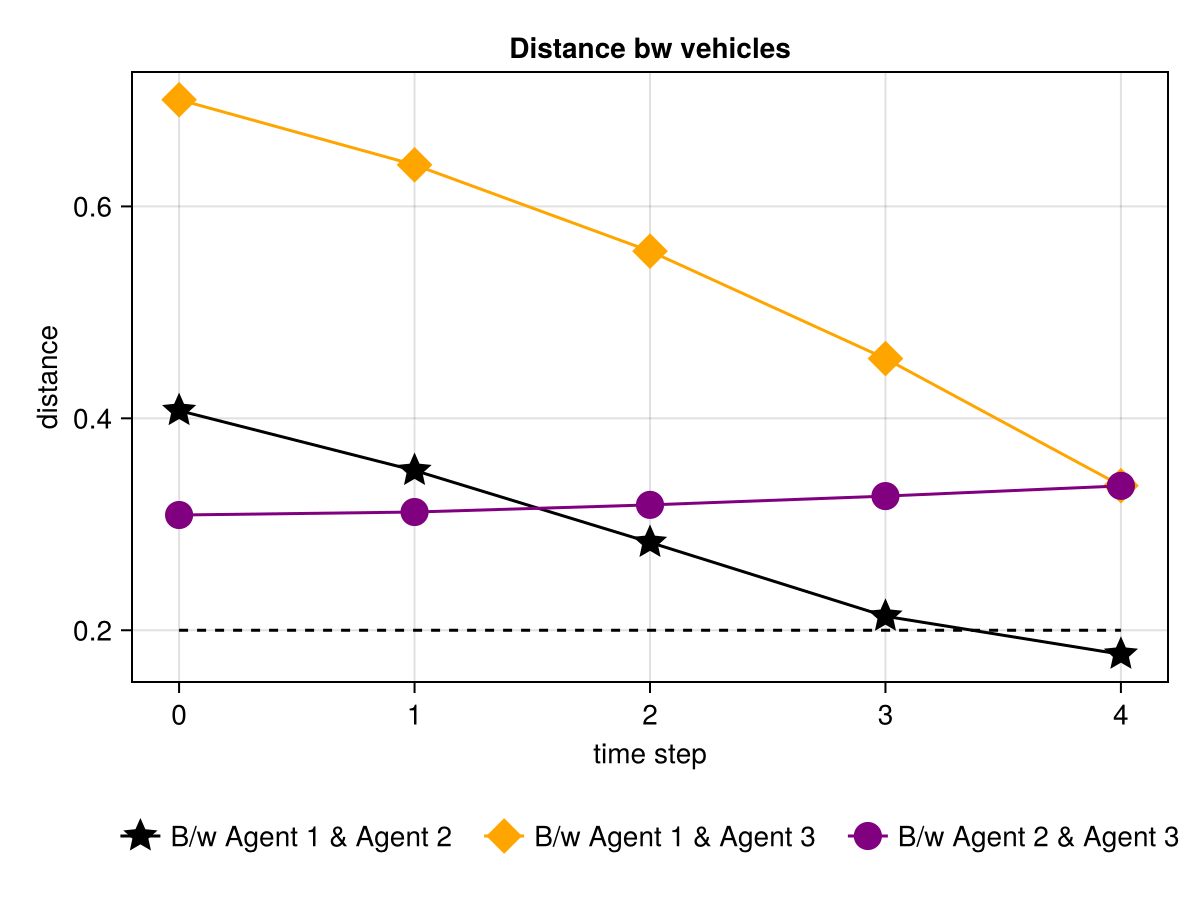 Distance bw vehicles
0.6
0.4
0.2
distance
0 1 2 3 4
time step
B/w Agent 1 & Agent 2 B/w Agent 1 & Agent 3 B/w Agent 2 & Agent 3